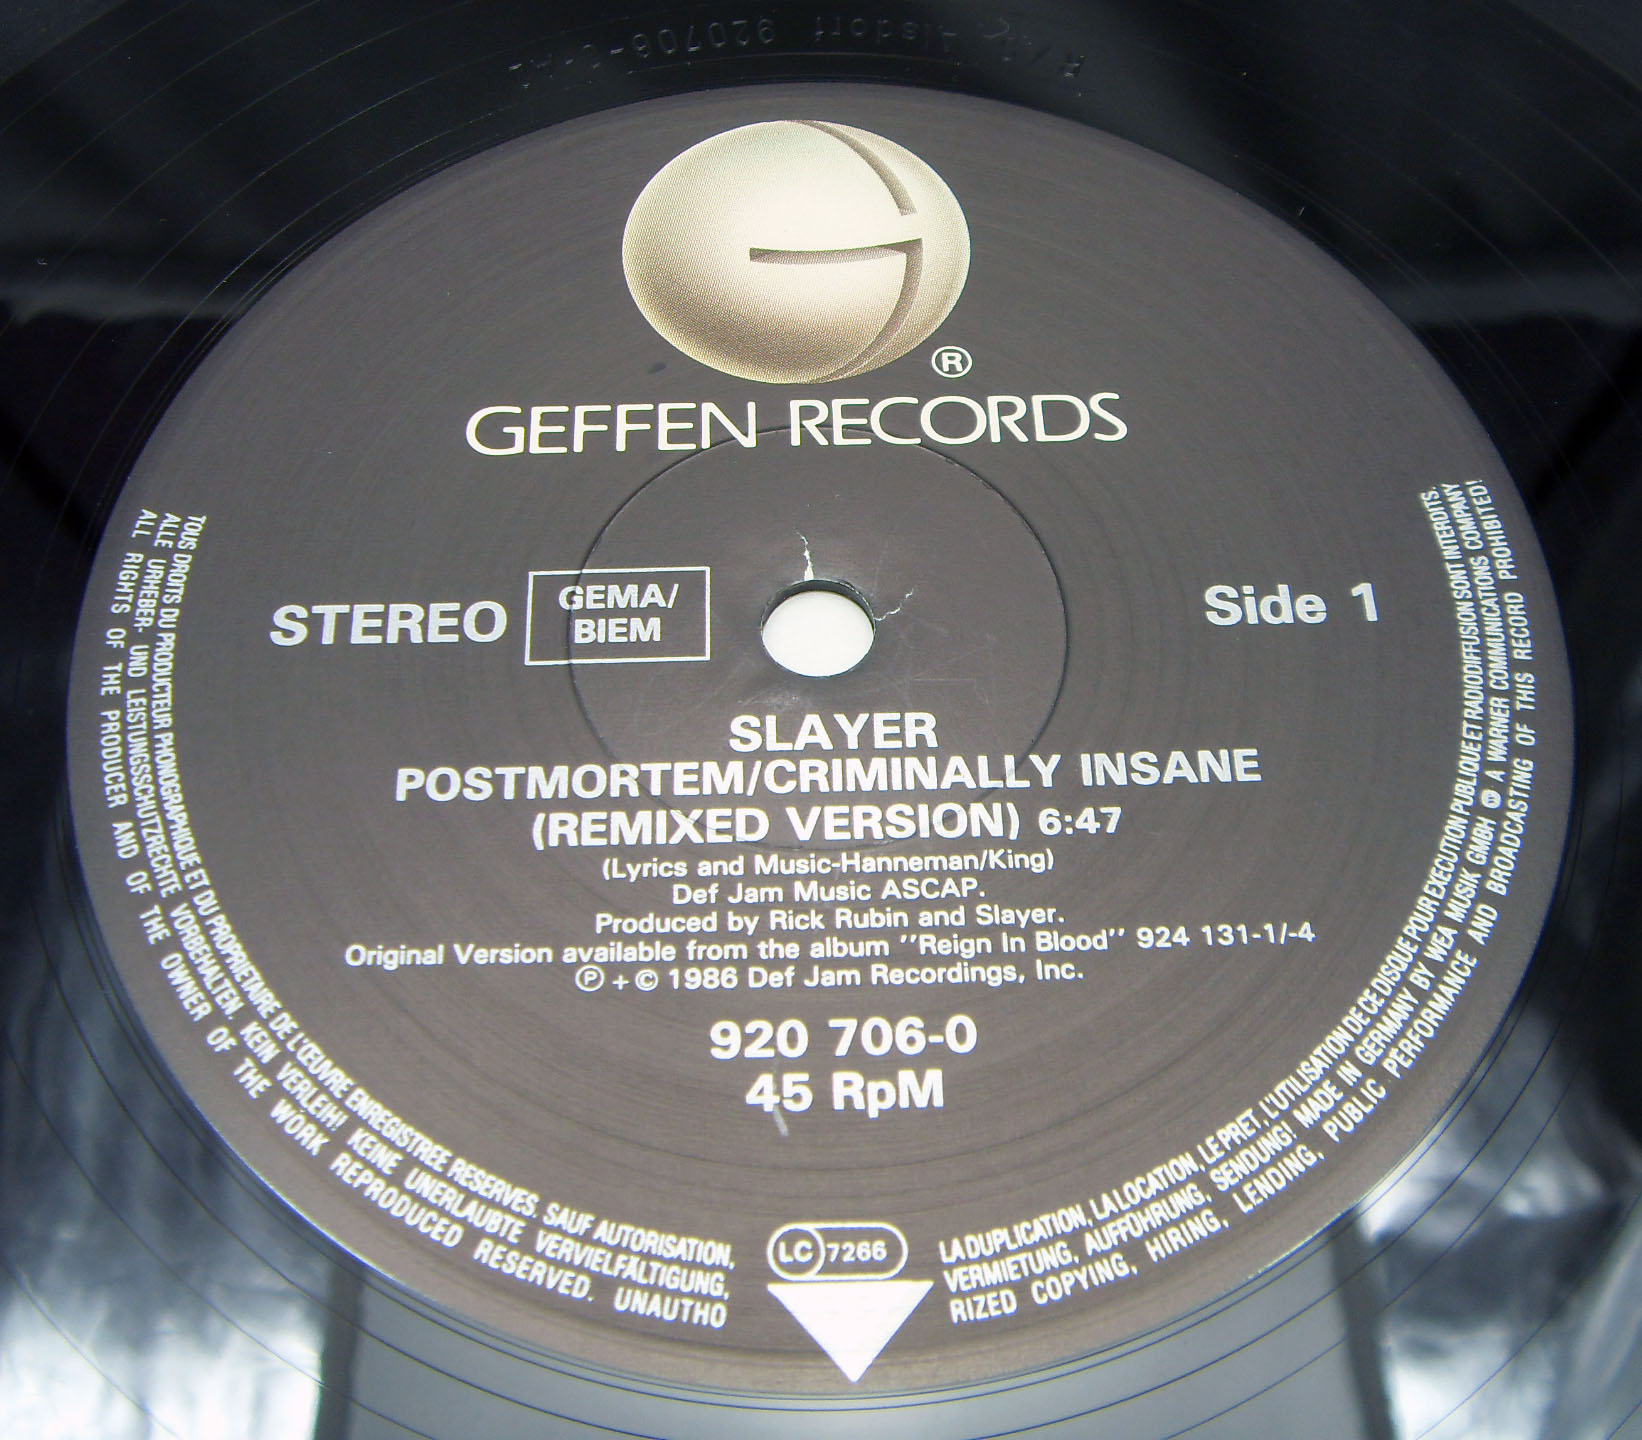 ®
GEFFEN RECORDS
STEREO
GEMA/
BIEM
Side 1
SLAYER
POSTMORTEM/CRIMINALLY INSANE
(REMIXED VERSION) 6:47
(Lyrics and Music-Hanneman/King)
Def Jam Music ASCAP.
Produced by Rick Rubin and Slayer.
Original Version available from the album "Reign In Blood" 924 131-1/-4
Ⓟ + © 1986 Def Jam Recordings, Inc.
920 706-0
45 RpM
LC 7266
TOUS DROITS DU PRODUCTEUR PHONOGRAPHIQUE ET DU PROPRIETAIRE DE L'ŒUVRE ENREGISTREE RESERVES. SAUF AUTORISATION,
ALLE URHEBER- UND LEISTUNGSSCHUTZRECHTE VORBEHALTEN. KEIN VERLEIH! KEINE UNERLAUBTE VERVIELFÄLTIGUNG,
ALL RIGHTS OF THE PRODUCER AND OF THE OWNER OF THE WORK REPRODUCED RESERVED. UNAUTHO
LA DUPLICATION, LA LOCATION, LE PRET, L'UTILISATION DE CE DISQUE POUR EXECUTION PUBLIQUE ET RADIODIFFUSION SONT INTERDITS.
VERMIETUNG, AUFFÜHRUNG, SENDUNG! MADE IN GERMANY BY WEA MUSIK GMBH A WARNER COMMUNICATIONS COMPANY
RIZED COPYING, HIRING, LENDING, PUBLIC PERFORMANCE AND BROADCASTING OF THIS RECORD PROHIBITED!
Alsdorf 920706-0